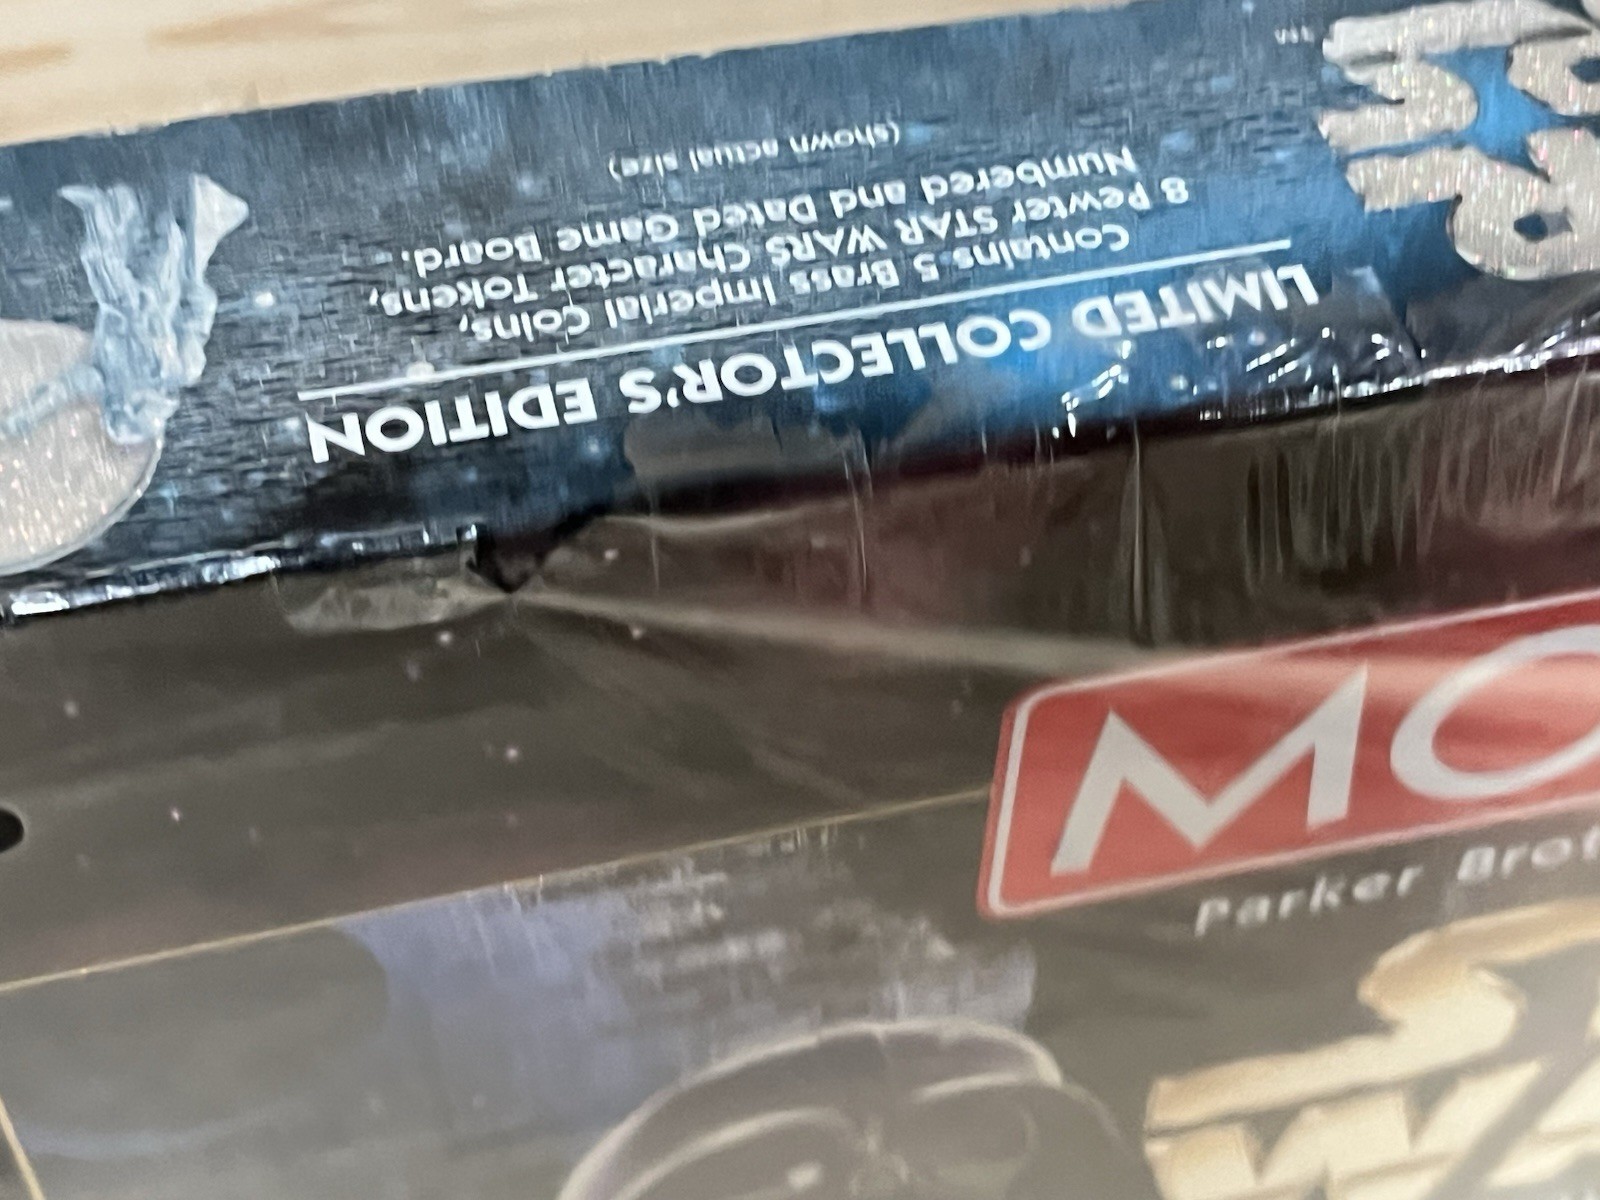 LIMITED COLLECTOR'S EDITION
Contains 5 Brass Imperial Coins,
8 Pewter STAR WARS Character Tokens,
Numbered and Dated Game Board.
(shown actual size)
TM
MO
Parker Brot